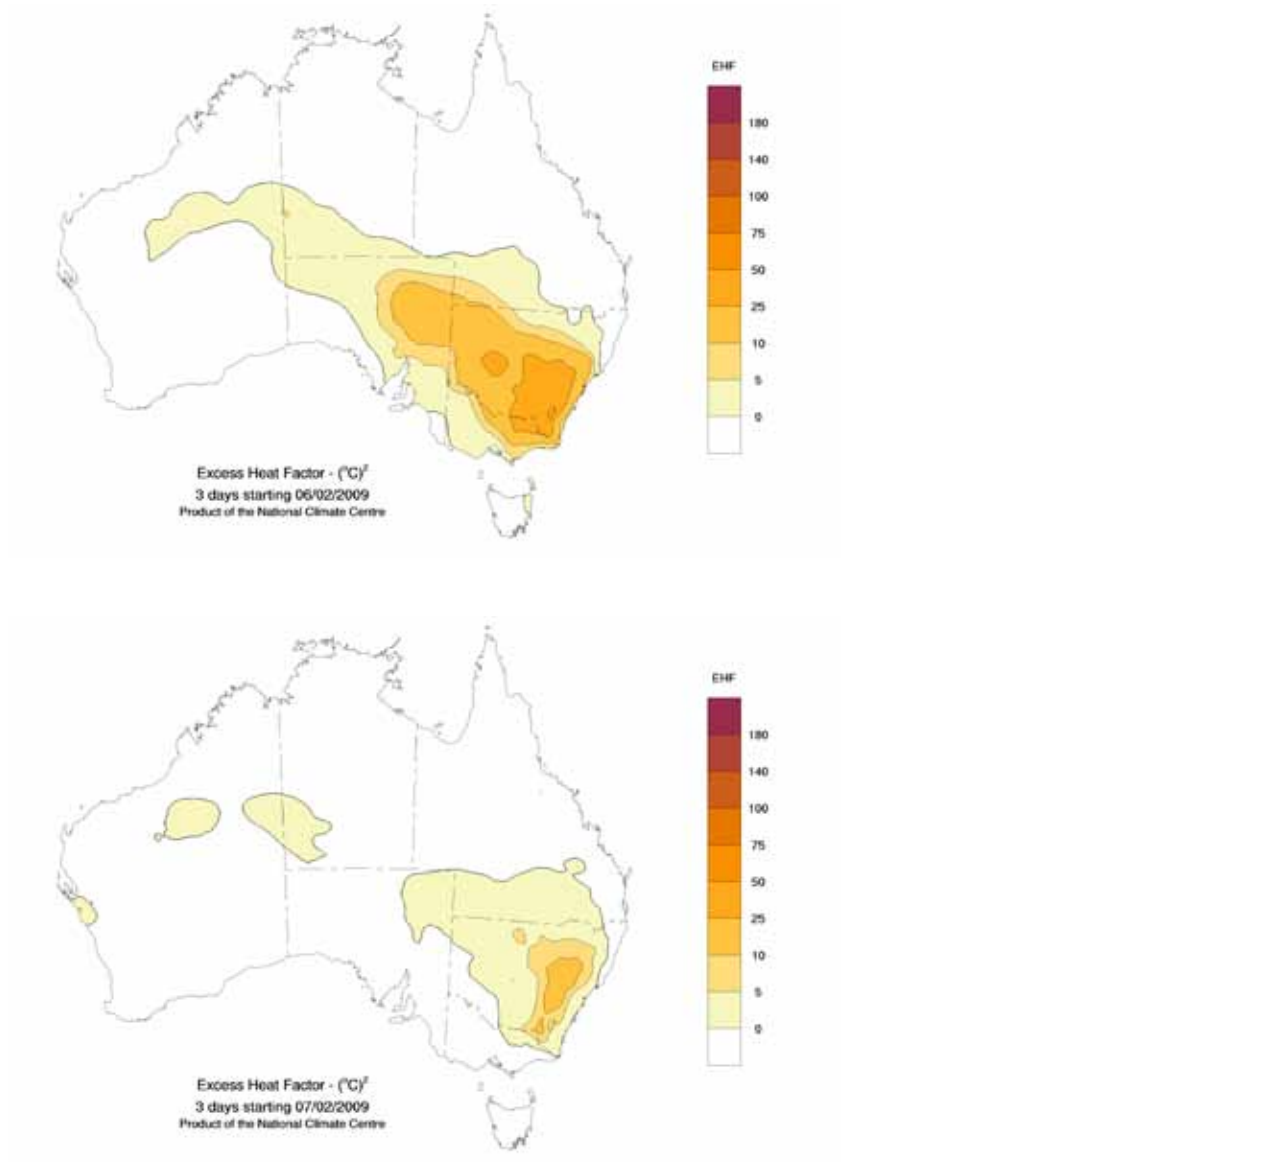 EHF
180
140
100
75
50
25
10
5
0
Excess Heat Factor - (°C)²
3 days starting 06/02/2009
Product of the National Climate Centre
EHF
180
140
100
75
50
25
10
5
0
Excess Heat Factor - (°C)²
3 days starting 07/02/2009
Product of the National Climate Centre